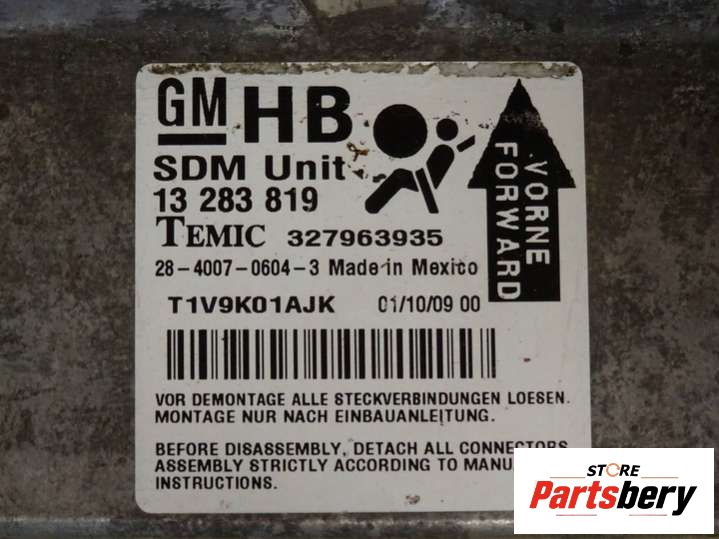 GM HB
SDM Unit
13 283 819
TEMIC 327963935
28-4007-0604-3 Made in Mexico
T1V9K01AJK 01/10/09 00
VORNE
FORWARD
VOR DEMONTAGE ALLE STECKVERBINDUNGEN LOESEN.
MONTAGE NUR NACH EINBAUANLEITUNG.
BEFORE DISASSEMBLY, DETACH ALL CONNECTORS
ASSEMBLY STRICTLY ACCORDING TO
INSTRUCTIONS.
STORE
Partsbery